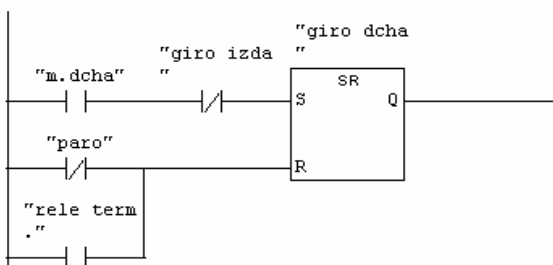 "giro dcha
"
"giro izda
"
"m.dcha"
SR
S
Q
"paro"
R
"rele term
."